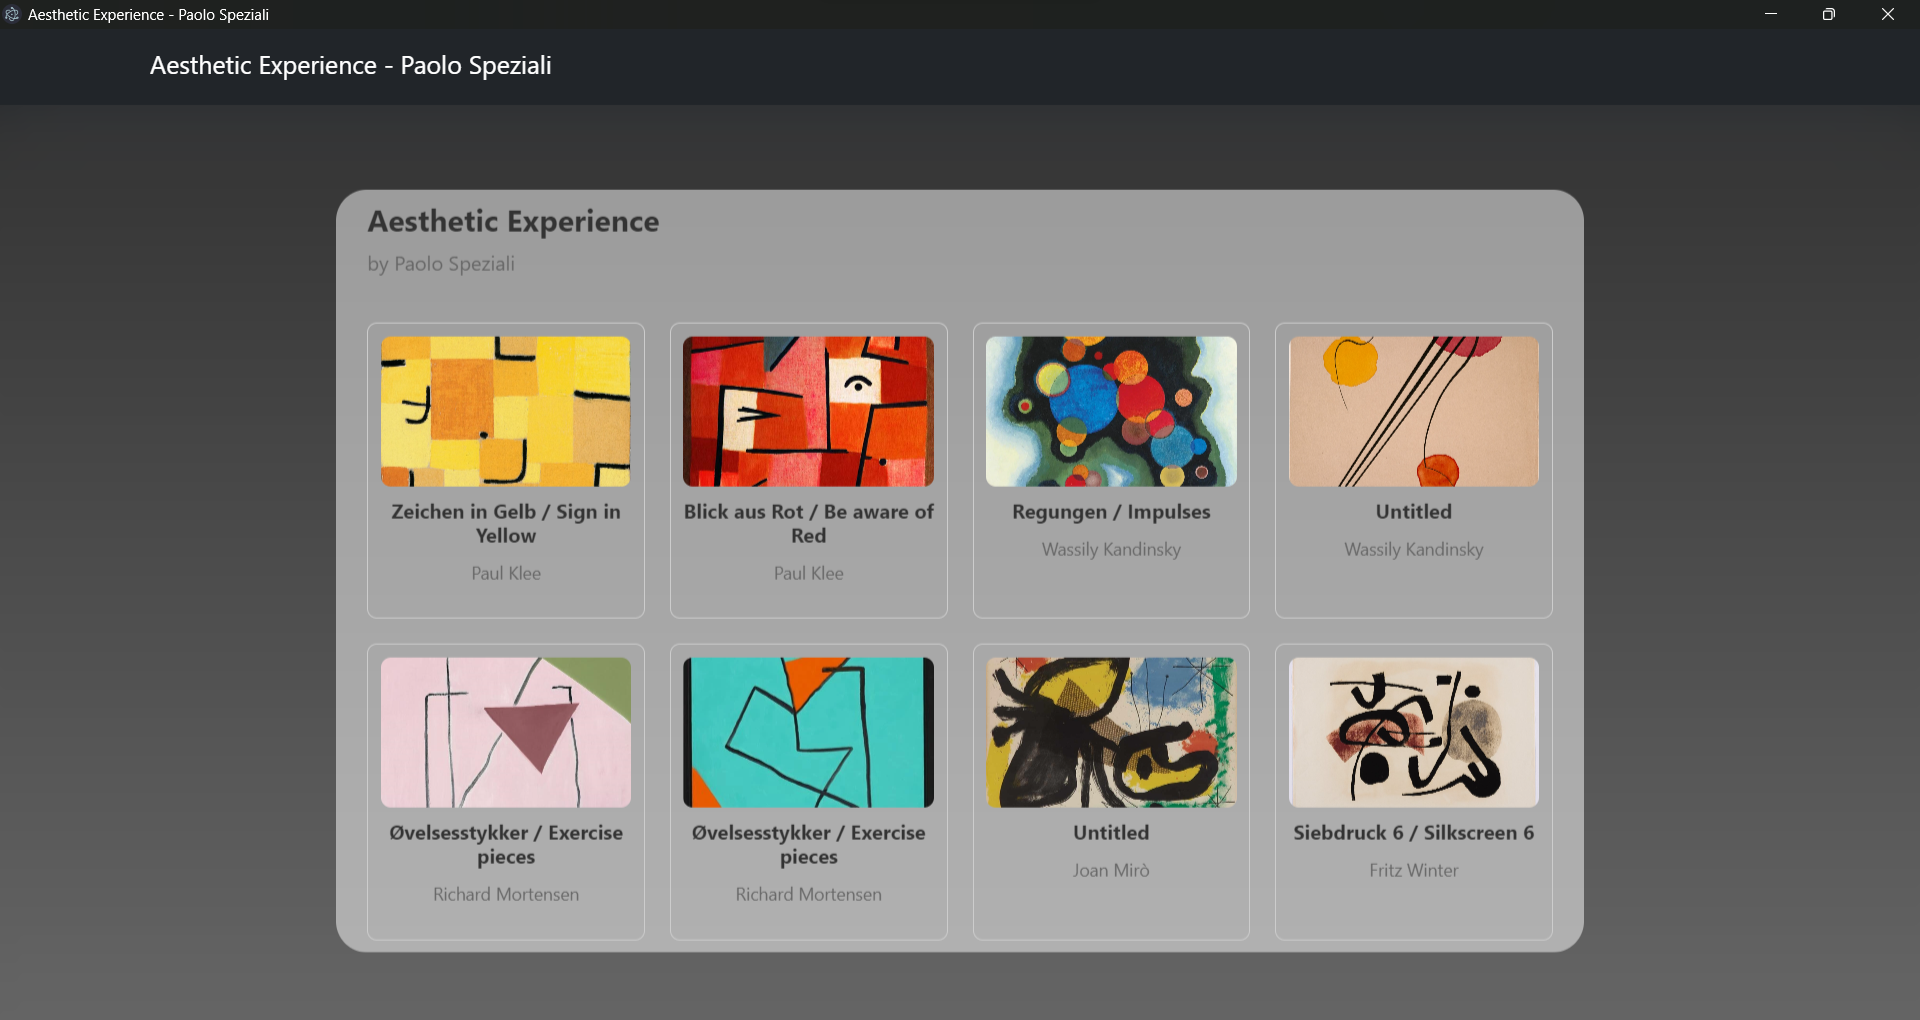 Aesthetic Experience - Paolo Speziali
Aesthetic Experience - Paolo Speziali
Aesthetic Experience
by Paolo Speziali
Zeichen in Gelb / Sign in
Yellow
Paul Klee
Blick aus Rot / Be aware of
Red
Paul Klee
Regungen / Impulses
Wassily Kandinsky
Untitled
Wassily Kandinsky
Øvelsesstykker / Exercise
pieces
Richard Mortensen
Øvelsesstykker / Exercise
pieces
Richard Mortensen
Untitled
Joan Mirò
Siebdruck 6 / Silkscreen 6
Fritz Winter